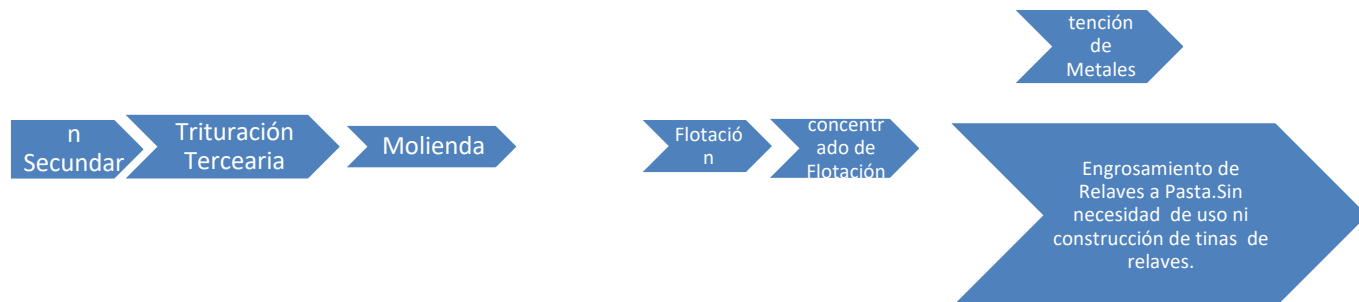 n
Secundar
Trituración
Tercearia
Molienda
Flotació
n
concentr
ado de
Flotación
tención
de
Metales
Engrosamiento de
Relaves a Pasta.Sin
necesidad de uso ni
construcción de tinas de
relaves.